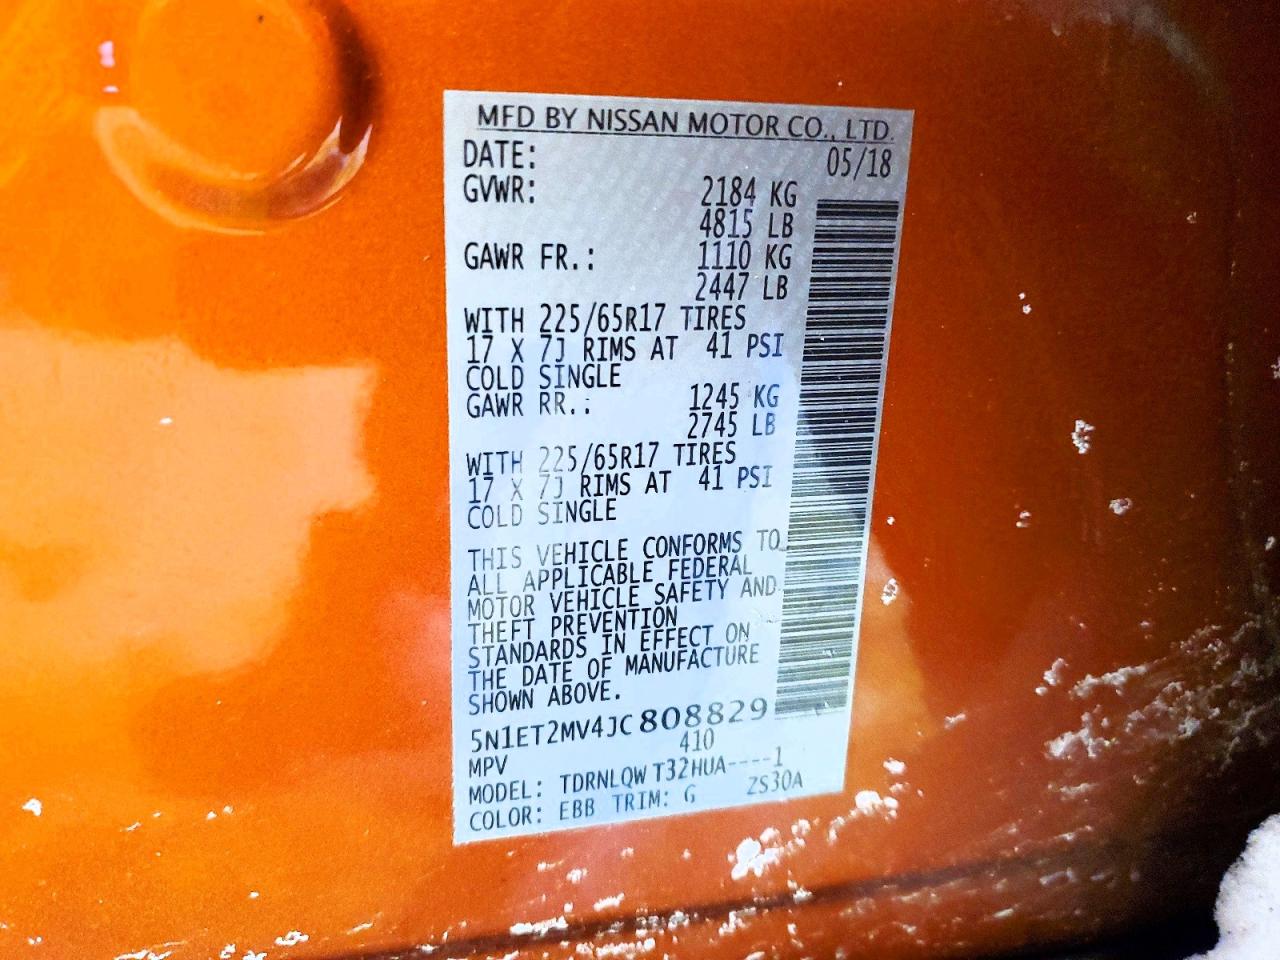 MFD BY NISSAN MOTOR CO., LTD.
DATE: 05/18
GVWR: 2184 KG
4815 LB
GAWR FR.: 1110 KG
2447 LB
WITH 225/65R17 TIRES
17 X 7J RIMS AT 41 PSI
COLD SINGLE
GAWR RR.: 1245 KG
2745 LB
WITH 225/65R17 TIRES
17 X 7J RIMS AT 41 PSI
COLD SINGLE
THIS VEHICLE CONFORMS TO
ALL APPLICABLE FEDERAL
MOTOR VEHICLE SAFETY AND
THEFT PREVENTION
STANDARDS IN EFFECT ON
THE DATE OF MANUFACTURE
SHOWN ABOVE.
5N1ET2MV4JC808829
MPV 410
MODEL: TDRNLQW T32HUA----1
COLOR: EBB TRIM: G ZS30A